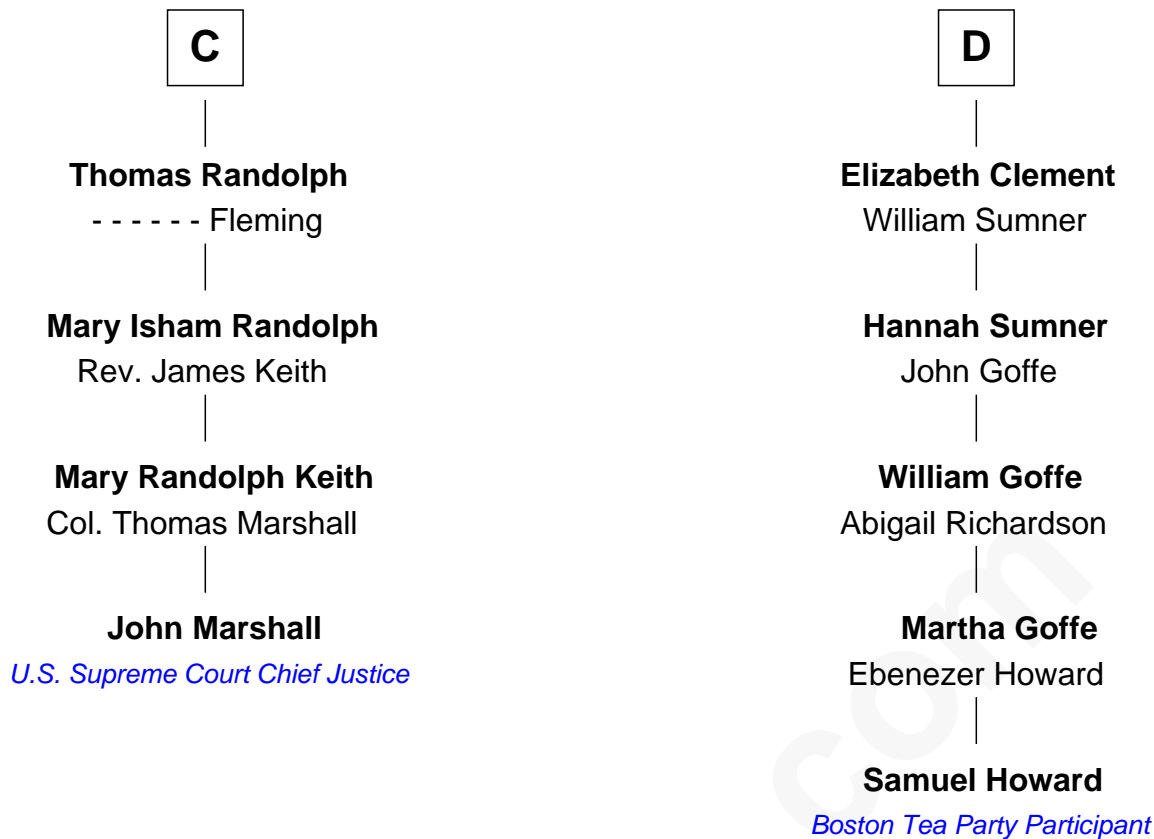 C
Thomas Randolph
- - - - - - Fleming
Mary Isham Randolph
Rev. James Keith
Mary Randolph Keith
Col. Thomas Marshall
John Marshall
U.S. Supreme Court Chief Justice
D
Elizabeth Clement
William Sumner
Hannah Sumner
John Goffe
William Goffe
Abigail Richardson
Martha Goffe
Ebenezer Howard
Samuel Howard
Boston Tea Party Participant
com